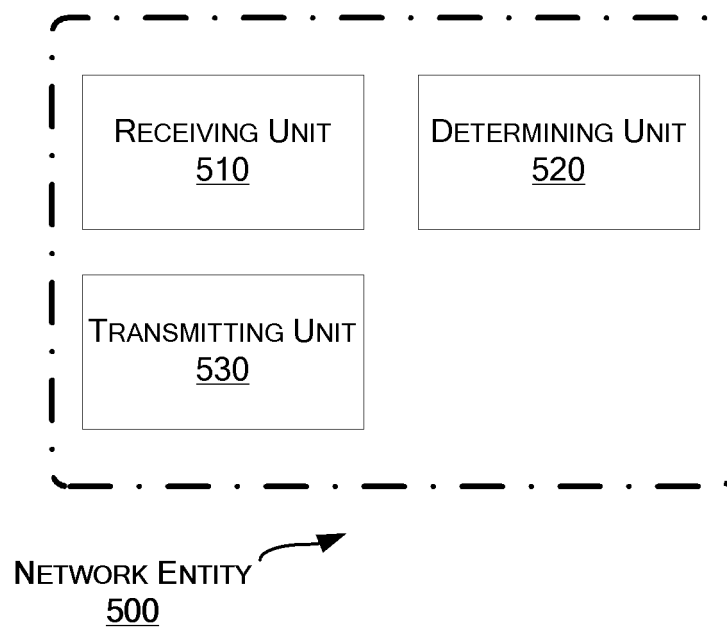 RECEIVING UNIT
510
DETERMINING UNIT
520
TRANSMITTING UNIT
530
NETWORK ENTITY
500